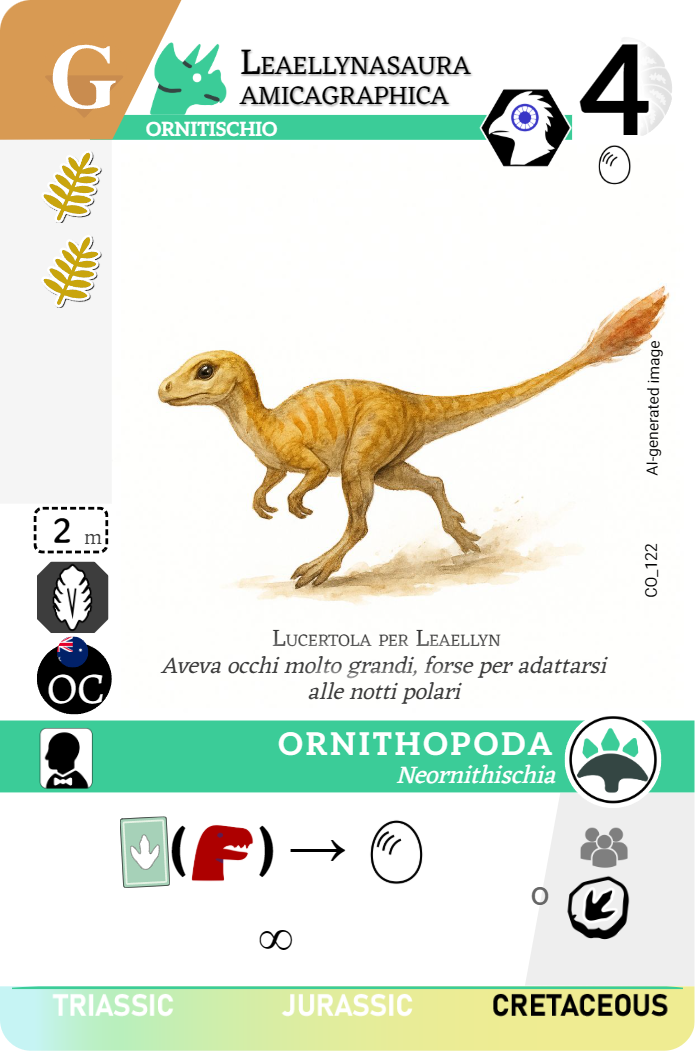 G
LEAELLYNASAURA
AMICAGRAPHICA
4
ORNITISCHIO
AI-generated image
CO_122
2 m
OC
LUCERTOLA PER LEAELLYN
Aveva occhi molto grandi, forse per adattarsi
alle notti polari
ORNITHOPODA
Neornithischia
( ) → 
O
∞
TRIASSIC JURASSIC CRETACEOUS